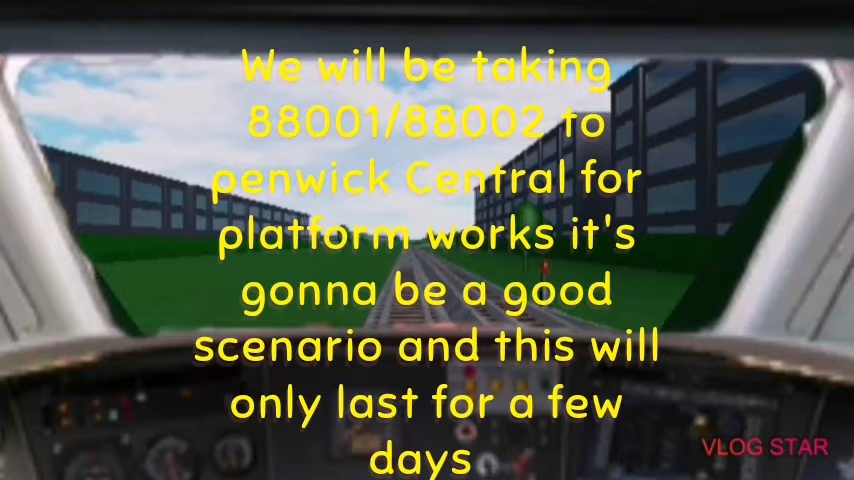 We will be taking
88001/88002 to
penwick Central for
platform works it's
gonna be a good
scenario and this will
only last for a few
days
VLOG STAR